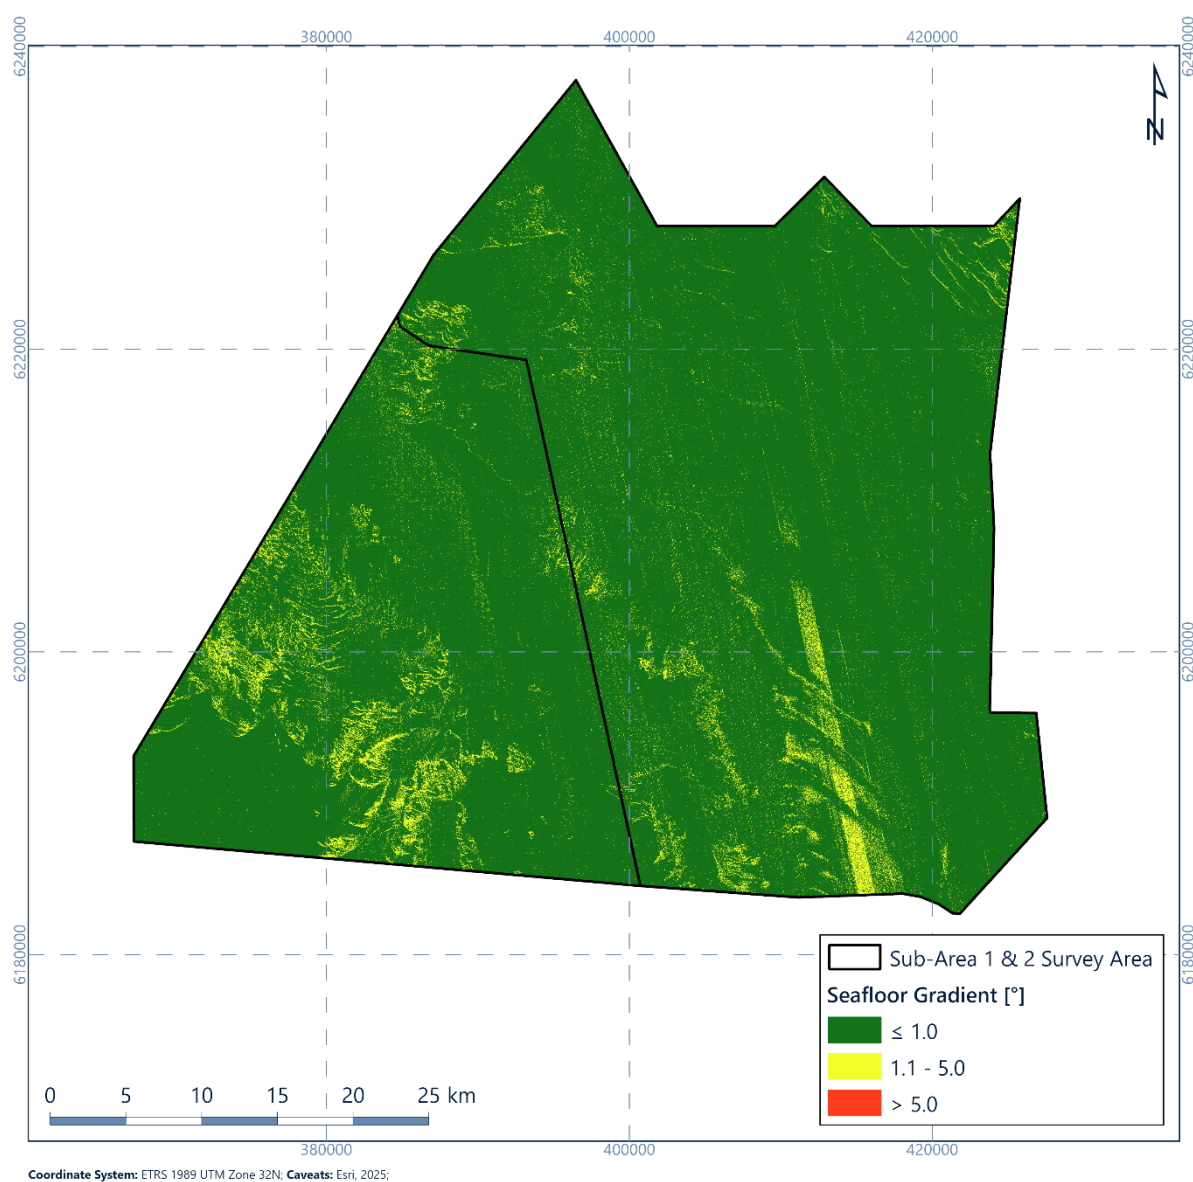 380000 400000 420000
6240000 6240000
N
6220000 6220000
6200000 6200000
6180000 6180000
Sub-Area 1 & 2 Survey Area
Seafloor Gradient [°]
≤ 1.0
1.1 - 5.0
> 5.0
0 5 10 15 20 25 km
380000 400000 420000
Coordinate System: ETRS 1989 UTM Zone 32N; Caveats: Esri, 2025;